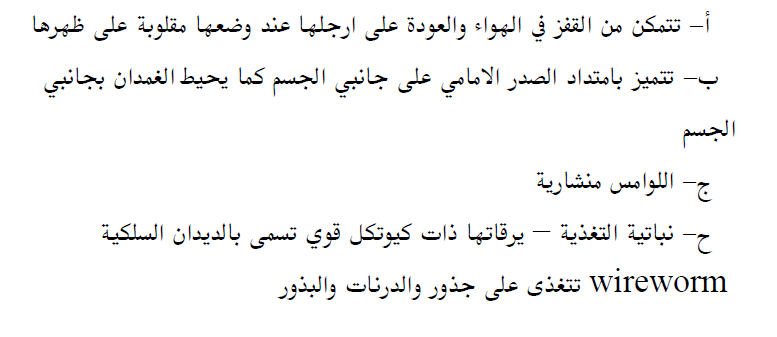 أ– تتمكن من القفز في الهواء والعودة على ارجلها عند وضعها مقلوبة على ظهرها
ب– تتميز بامتداد الصدر الامامي على جانبي الجسم كما يحيط الغمدان بجانبي
الجسم
ج– اللوامس منشارية
ح– نباتية التغذية – يرقاتها ذات كيوتكل قوي تسمى بالديدان السلكية
wireworm تتغذى على جذور والدرنات والبذور